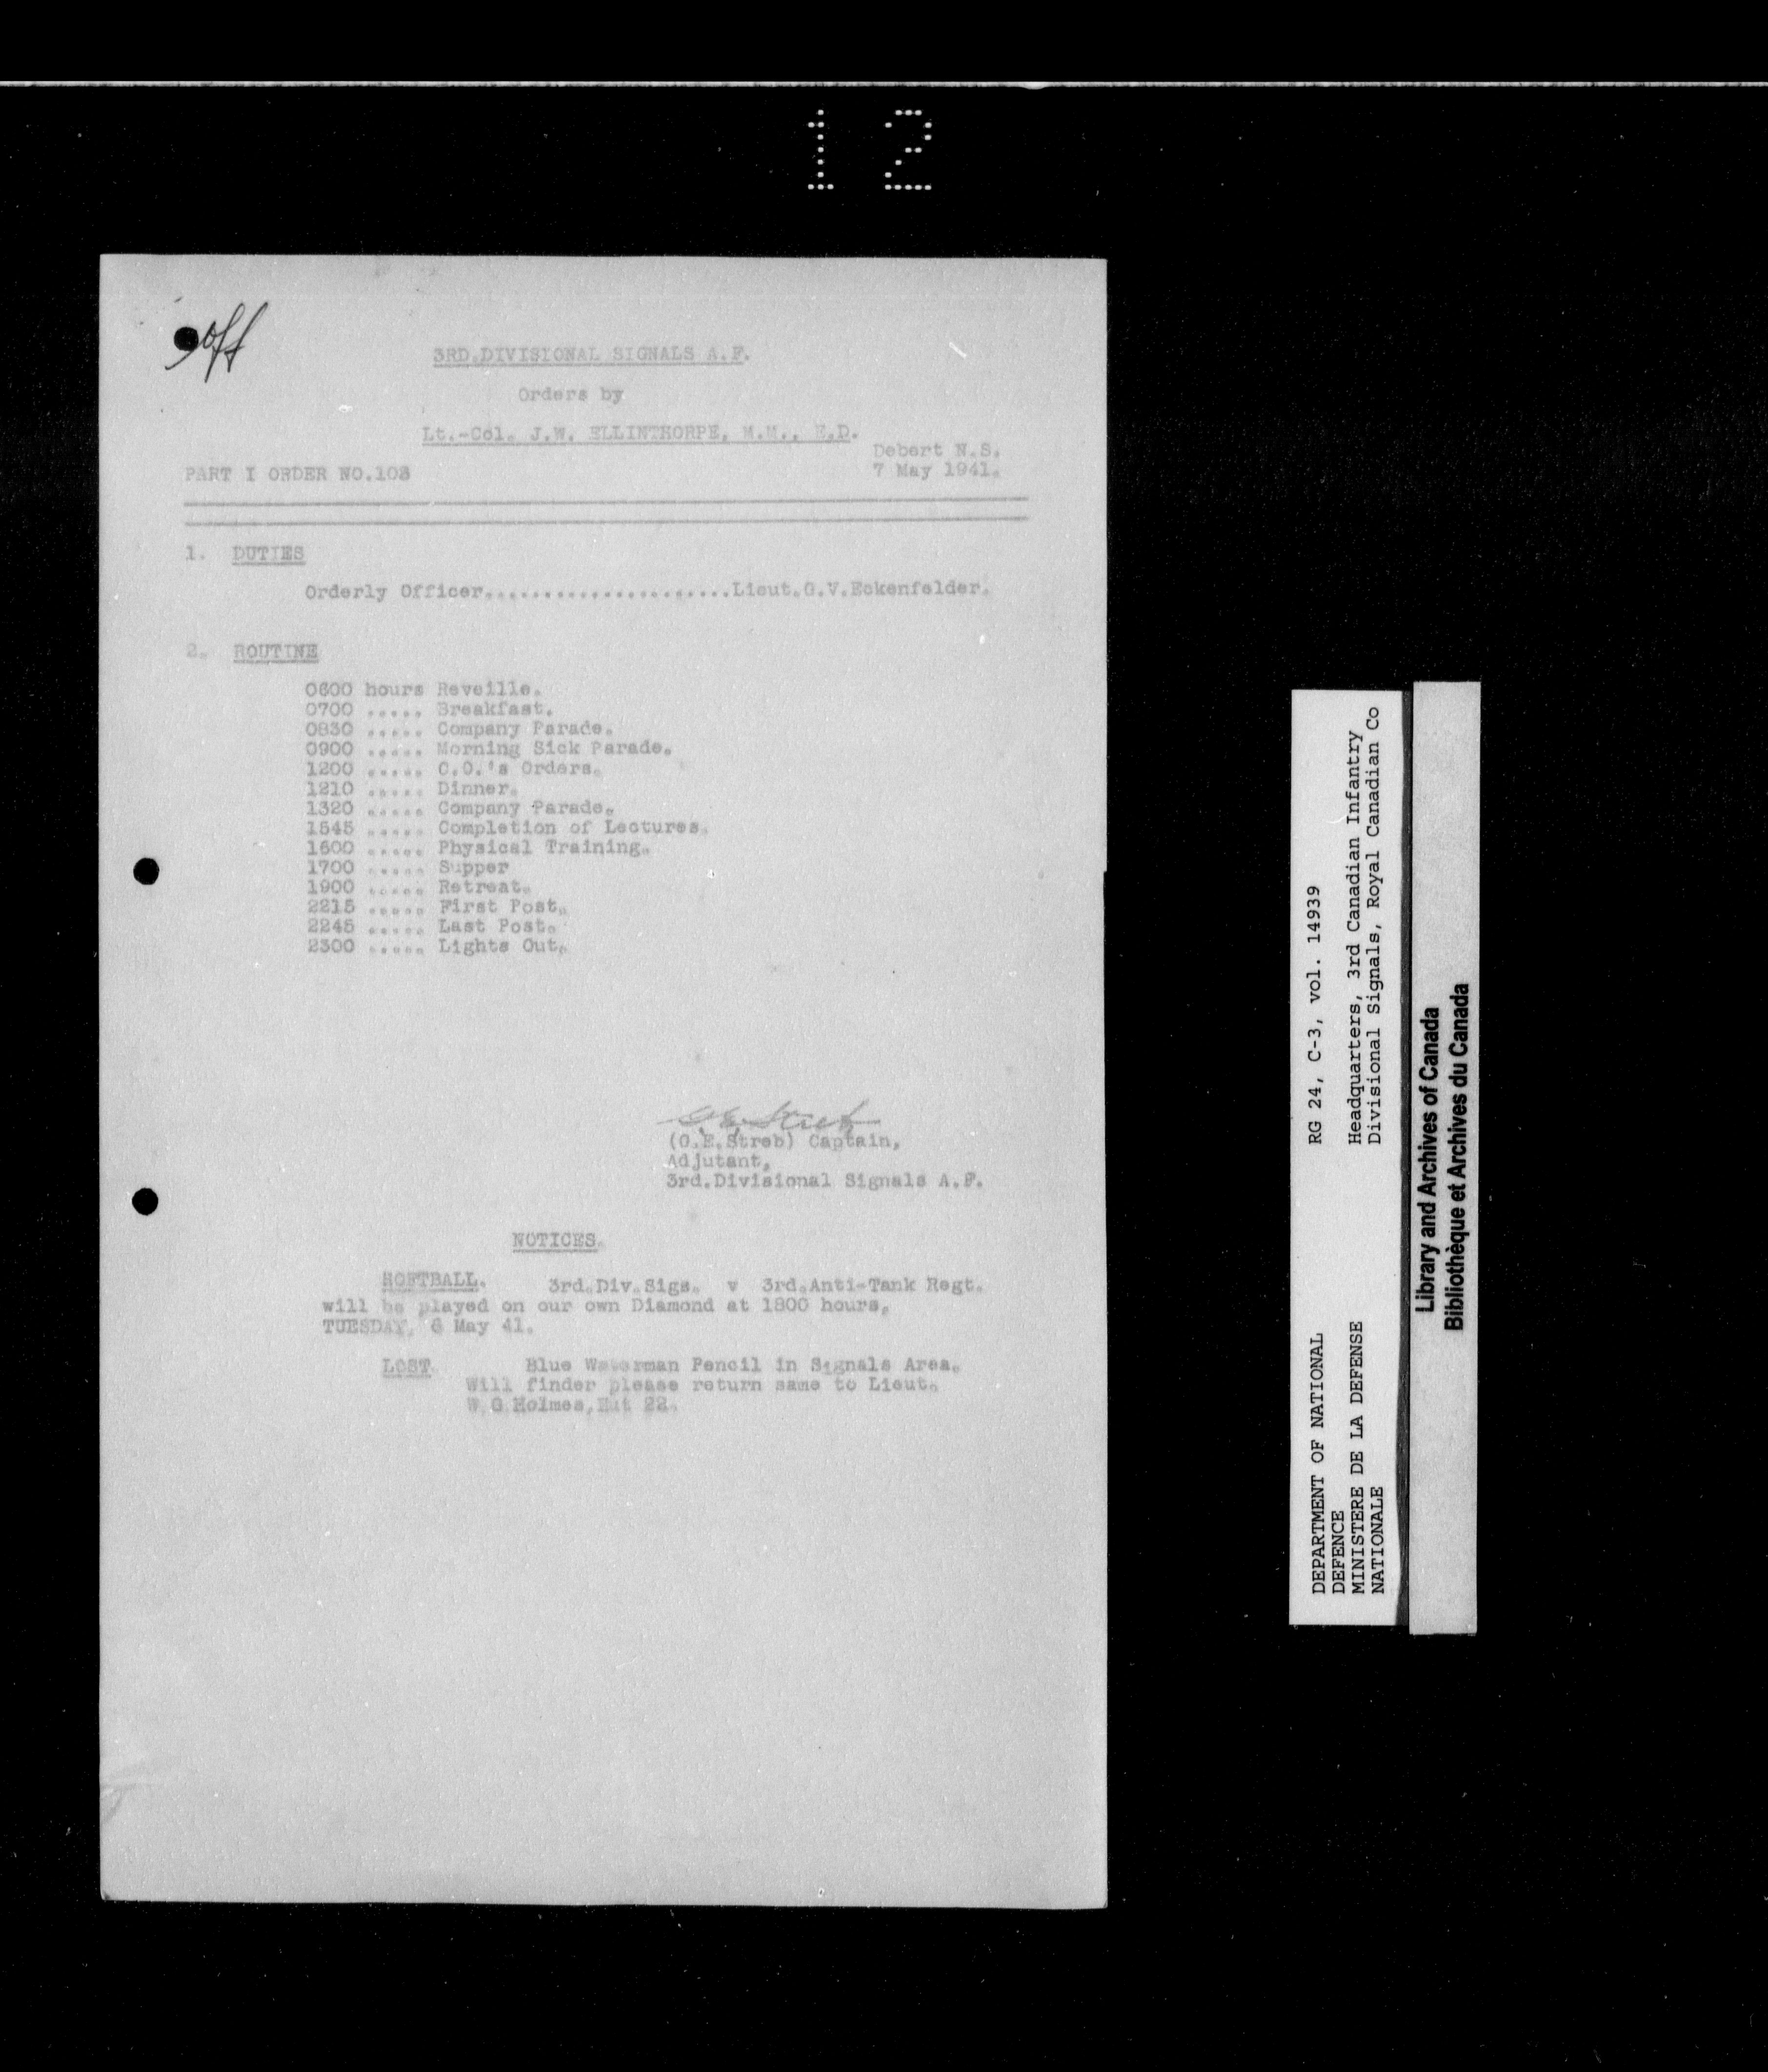 12
off
3RD.DIVISIONAL SIGNALS A.F.
Orders by
Lt.-Col. J.W. ELLINTHORPE, M.M., E.D.
Debert N.S.
PART I ORDER NO.108
7 May 1941.
1. DUTIES
Orderly Officer.....................Lieut.G.V.Eckenfelder.
2. ROUTINE
0600 hours Reveille.
0700 ..... Breakfast.
0830 ..... Company Parade.
0900 ..... Morning Sick Parade.
1200 ..... C.O.'s Orders.
1210 ..... Dinner.
1320 ..... Company Parade.
1545 ..... Completion of Lectures.
1600 ..... Physical Training.
1700 ..... Supper
1900 ..... Retreat.
2215 ..... First Post.
2245 ..... Last Post.
2300 ..... Lights Out.
(O.E.Streb) Captain,
Adjutant,
3rd.Divisional Signals A.F.
NOTICES.
SOFTBALL. 3rd.Div.Sigs. v 3rd.Anti-Tank Regt.
will be played on our own Diamond at 1800 hours,
TUESDAY, 6 May 41.
LOST. Blue Waterman Pencil in Signals Area.
Will finder please return same to Lieut.
W.G.Holmes,Hut 22.
DEPARTMENT OF NATIONAL DEFENCE
MINISTERE DE LA DEFENSE NATIONALE
RG 24, C-3, vol. 14939
Headquarters, 3rd Canadian Infantry
Divisional Signals, Royal Canadian Co
Library and Archives of Canada
Bibliothèque et Archives du Canada